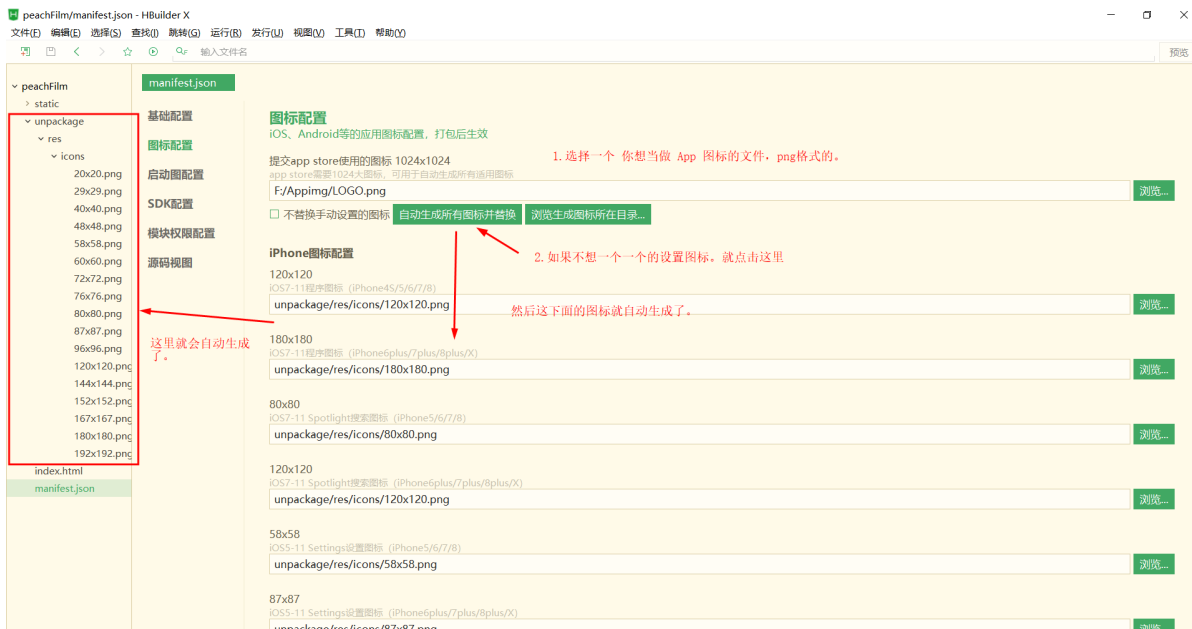 peachFilm/manifest.json - HBuilder X
文件(F) 编辑(E) 选择(S) 查找(I) 跳转(G) 运行(R) 发行(U) 视图(V) 工具(T) 帮助(Y)
输入文件名
预览
peachFilm
static
unpackage
res
icons
20x20.png
29x29.png
40x40.png
48x48.png
58x58.png
60x60.png
72x72.png
76x76.png
80x80.png
87x87.png
96x96.png
120x120.png
144x144.png
152x152.png
167x167.png
180x180.png
192x192.png
index.html
manifest.json
这里就会自动生成
了。
manifest.json
基础配置
图标配置
启动图配置
SDK配置
模块权限配置
源码视图
图标配置
iOS、Android等的应用图标配置，打包后生效
提交app store使用的图标 1024x1024
app store需要1024大图标，可用于自动生成所有适用图标
1.选择一个 你想当做 App 图标的文件，png格式的。
F:/Appimg/LOGO.png
浏览...
不替换手动设置的图标
自动生成所有图标并替换
浏览生成图标所在目录...
2.如果不想一个一个的设置图标。就点击这里
iPhone图标配置
120x120
iOS7-11程序图标（iPhone4S/5/6/7/8）
unpackage/res/icons/120x120.png
浏览...
然后这下面的图标就自动生成了。
180x180
iOS7-11程序图标（iPhone6plus/7plus/8plus/X）
unpackage/res/icons/180x180.png
浏览...
80x80
iOS7-11 Spotlight搜索图标（iPhone5/6/7/8）
unpackage/res/icons/80x80.png
浏览...
120x120
iOS7-11 Spotlight搜索图标（iPhone6plus/7plus/8plus/X）
unpackage/res/icons/120x120.png
浏览...
58x58
iOS5-11 Settings设置图标（iPhone5/6/7/8）
unpackage/res/icons/58x58.png
浏览...
87x87
iOS5-11 Settings设置图标（iPhone6plus/7plus/8plus/X）
unpackage/res/icons/87x87.png
浏览...